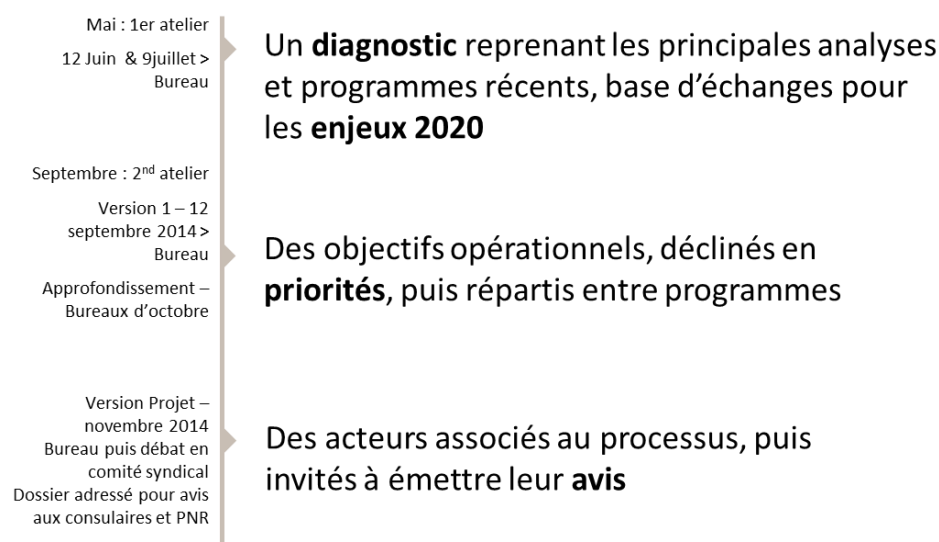 Mai : 1er atelier
12 Juin & 9juillet >
Bureau
Un diagnostic reprenant les principales analyses
et programmes récents, base d’échanges pour
les enjeux 2020
Septembre : 2nd atelier
Version 1 – 12
septembre 2014 >
Bureau
Approfondissement –
Bureaux d’octobre
Des objectifs opérationnels, déclinés en
priorités, puis répartis entre programmes
Version Projet –
novembre 2014
Bureau puis débat en
comité syndical
Dossier adressé pour avis
aux consulaires et PNR
Des acteurs associés au processus, puis
invités à émettre leur avis